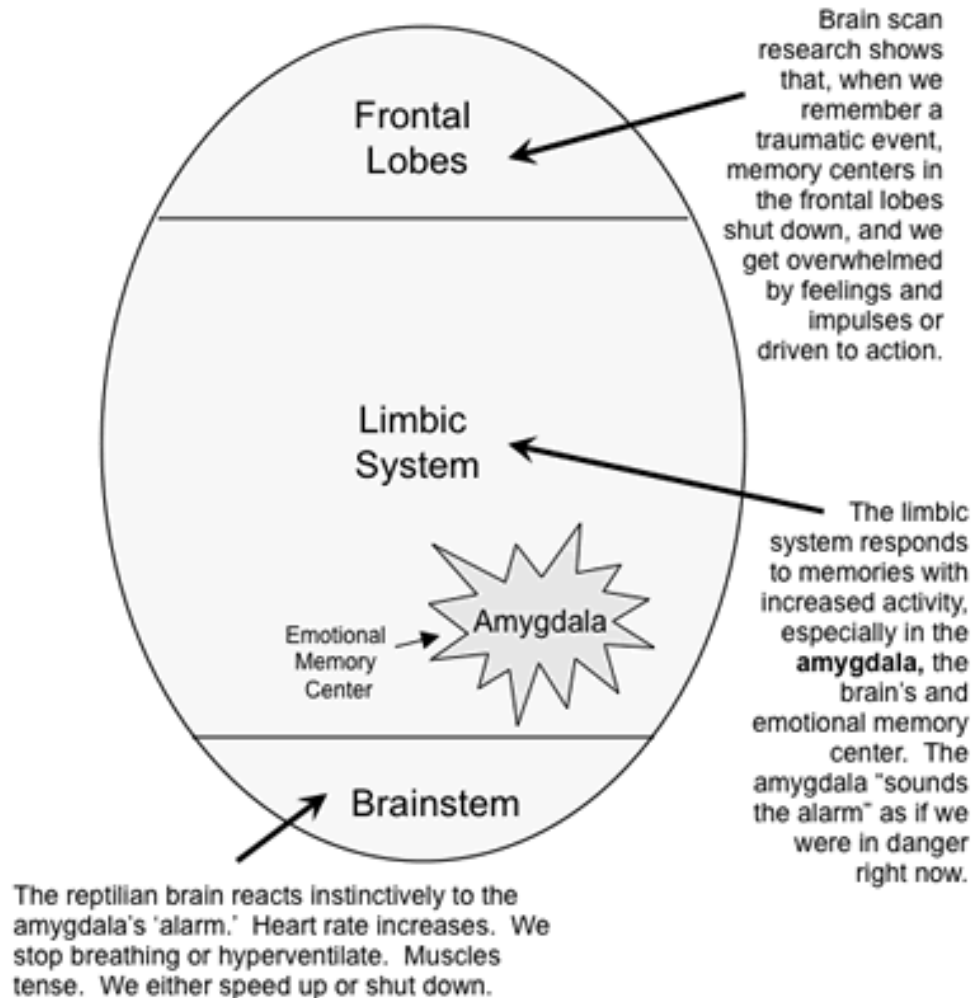 Brain scan
research shows
that, when we
remember a
traumatic event,
memory centers in
the frontal lobes
shut down, and we
get overwhelmed
by feelings and
impulses or
driven to action.
Frontal
Lobes
Limbic
System
The limbic
system responds
to memories with
increased activity,
especially in the
amygdala, the
brain's and
emotional memory
center. The
amygdala "sounds
the alarm" as if we
were in danger
right now.
Amygdala
Emotional
Memory
Center
Brainstem
The reptilian brain reacts instinctively to the
amygdala's 'alarm.' Heart rate increases. We
stop breathing or hyperventilate. Muscles
tense. We either speed up or shut down.